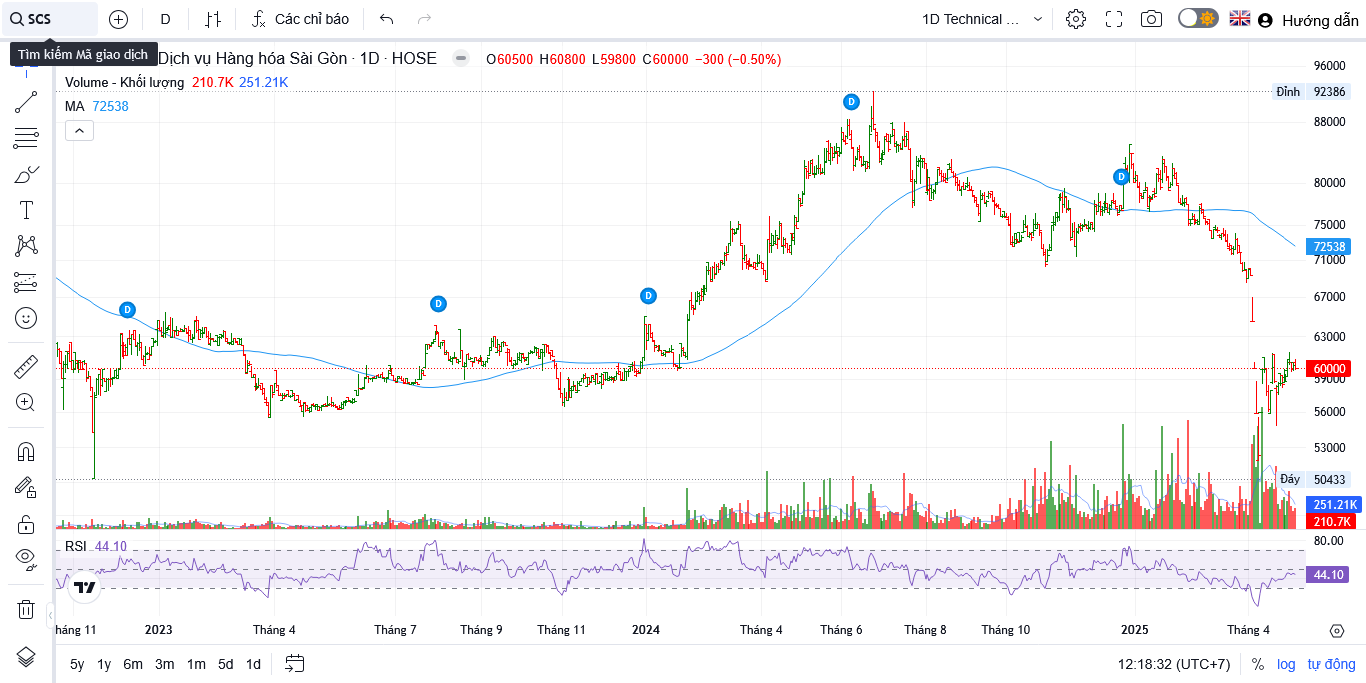 SCS
D
Các chỉ báo
1D Technical ...
Hướng dẫn
Tìm kiếm Mã giao dịch
Dịch vụ Hàng hóa Sài Gòn · 1D · HOSE
O60500 H60800 L59800 C60000 −300 (−0.50%)
Volume - Khối lượng 210.7K 251.21K
MA 72538
96000
Đỉnh 92386
88000
80000
75000
72538
71000
67000
63000
60000
59000
56000
53000
Đáy 50433
251.21K
210.7K
D
D
D
D
D
RSI 44.10
80.00
44.10
háng 11 2023 Tháng 4 Tháng 7 Tháng 9 Tháng 11 2024 Tháng 4 Tháng 6 Tháng 8 Tháng 10 2025 Tháng 4
5y 1y 6m 3m 1m 5d 1d
12:18:32 (UTC+7) % log tự động